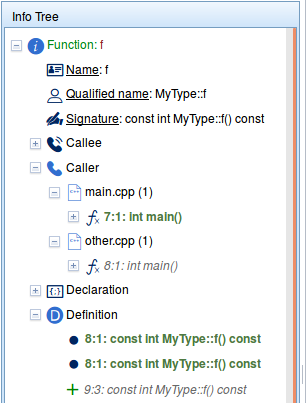 Info Tree
Function: f
Name: f
Qualified name: MyType::f
Signature: const int MyType::f() const
Callee
Caller
main.cpp (1)
7:1: int main()
other.cpp (1)
8:1: int main()
Declaration
Definition
8:1: const int MyType::f() const
8:1: const int MyType::f() const
9:3: const int MyType::f() const